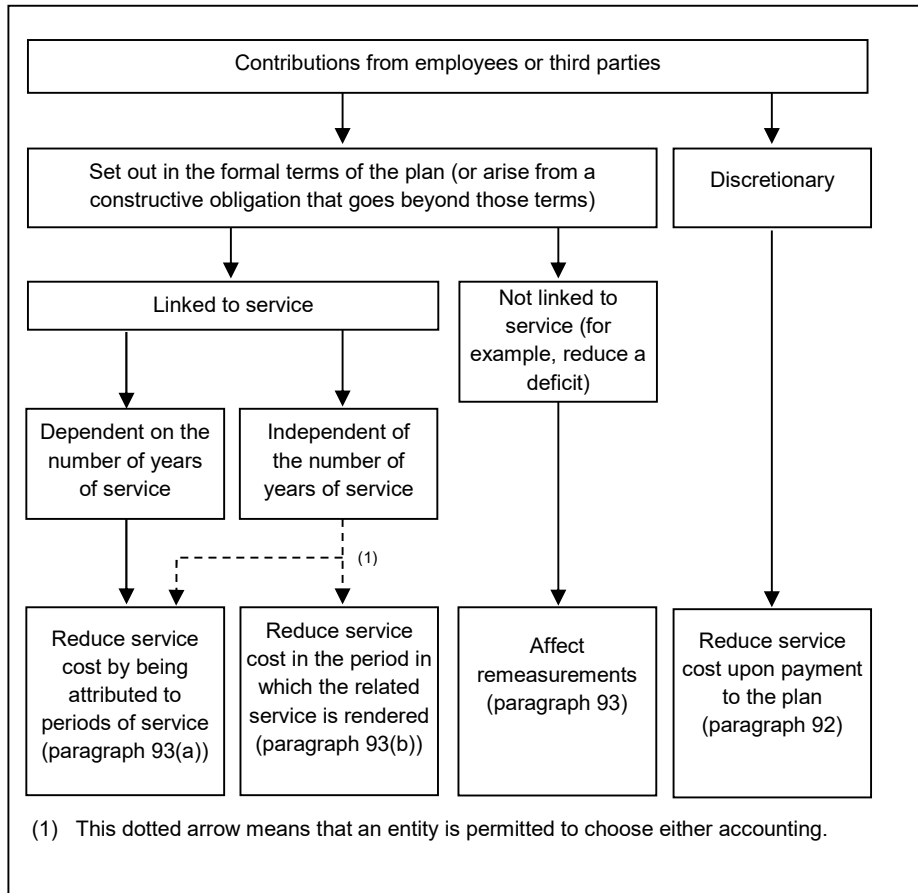 Contributions from employees or third parties
Set out in the formal terms of the plan (or arise from a
constructive obligation that goes beyond those terms)
Discretionary
Linked to service
Not linked to
service (for
example, reduce a
deficit)
Dependent on the
number of years
of service
Independent of
the number of
years of service
(1)
Reduce service
cost by being
attributed to
periods of service
(paragraph 93(a))
Reduce service
cost in the period in
which the related
service is rendered
(paragraph 93(b))
Affect
remeasurements
(paragraph 93)
Reduce service
cost upon payment
to the plan
(paragraph 92)
(1) This dotted arrow means that an entity is permitted to choose either accounting.